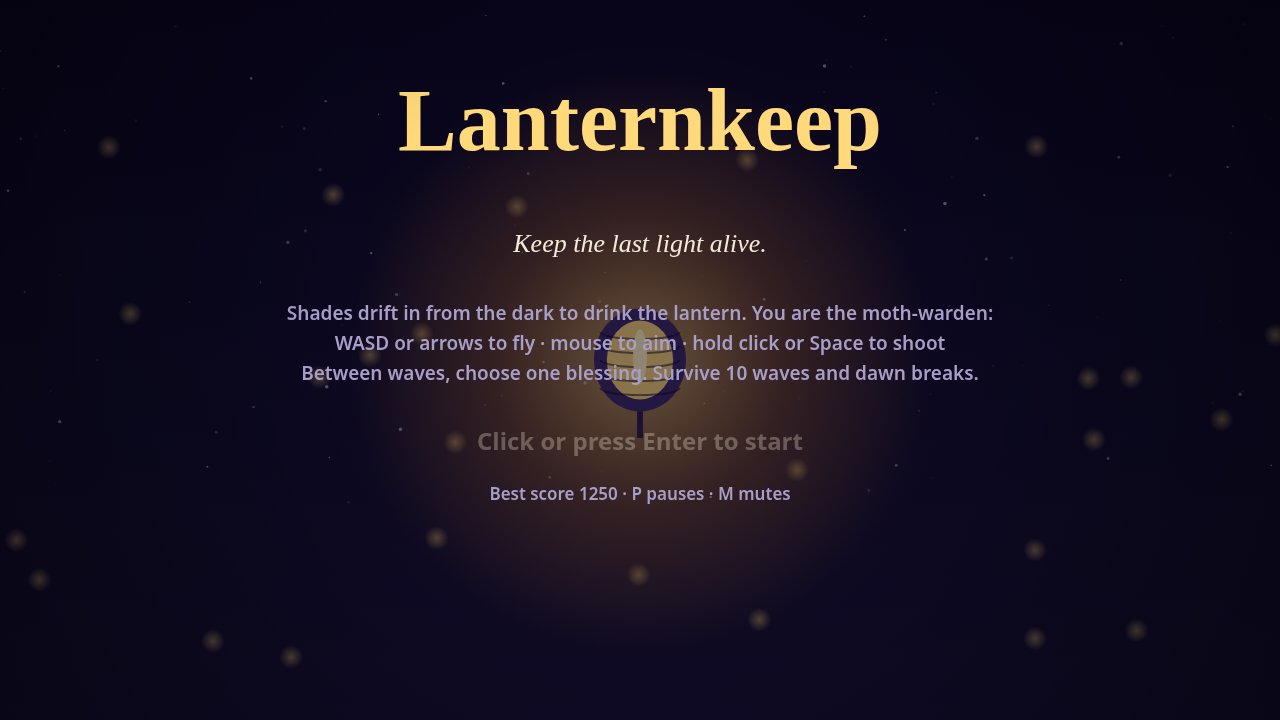 Lanternkeep
Keep the last light alive.
Shades drift in from the dark to drink the lantern. You are the moth-warden:
WASD or arrows to fly · mouse to aim · hold click or Space to shoot
Between waves, choose one blessing. Survive 10 waves and dawn breaks.
Click or press Enter to start
Best score 1250 · P pauses · M mutes